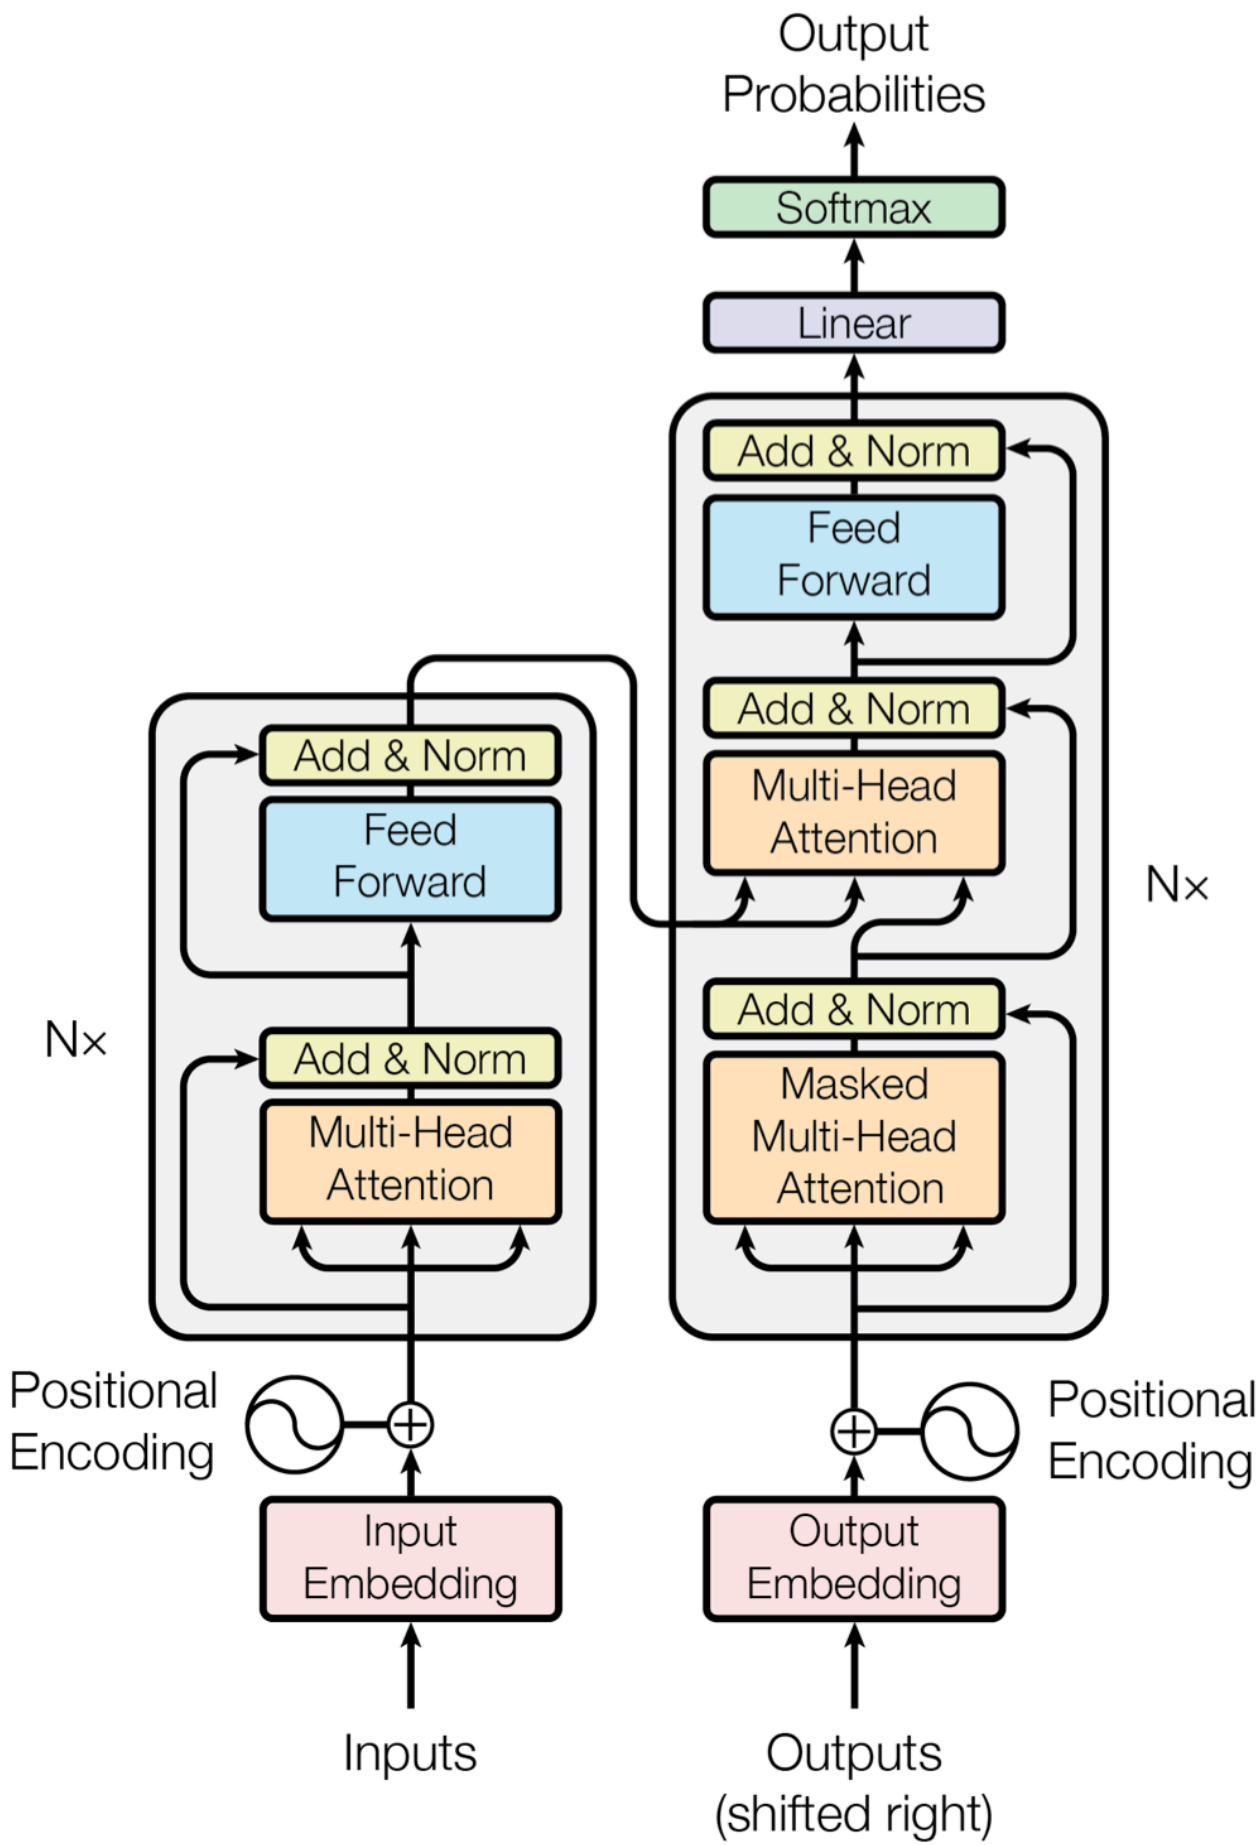 Output
Probabilities
Softmax
Linear
Add & Norm
Feed
Forward
Add & Norm
Multi-Head
Attention
Nx
Add & Norm
Masked
Multi-Head
Attention
Positional
Encoding
Output
Embedding
Outputs
(shifted right)
Add & Norm
Feed
Forward
Nx
Add & Norm
Multi-Head
Attention
Positional
Encoding
Input
Embedding
Inputs